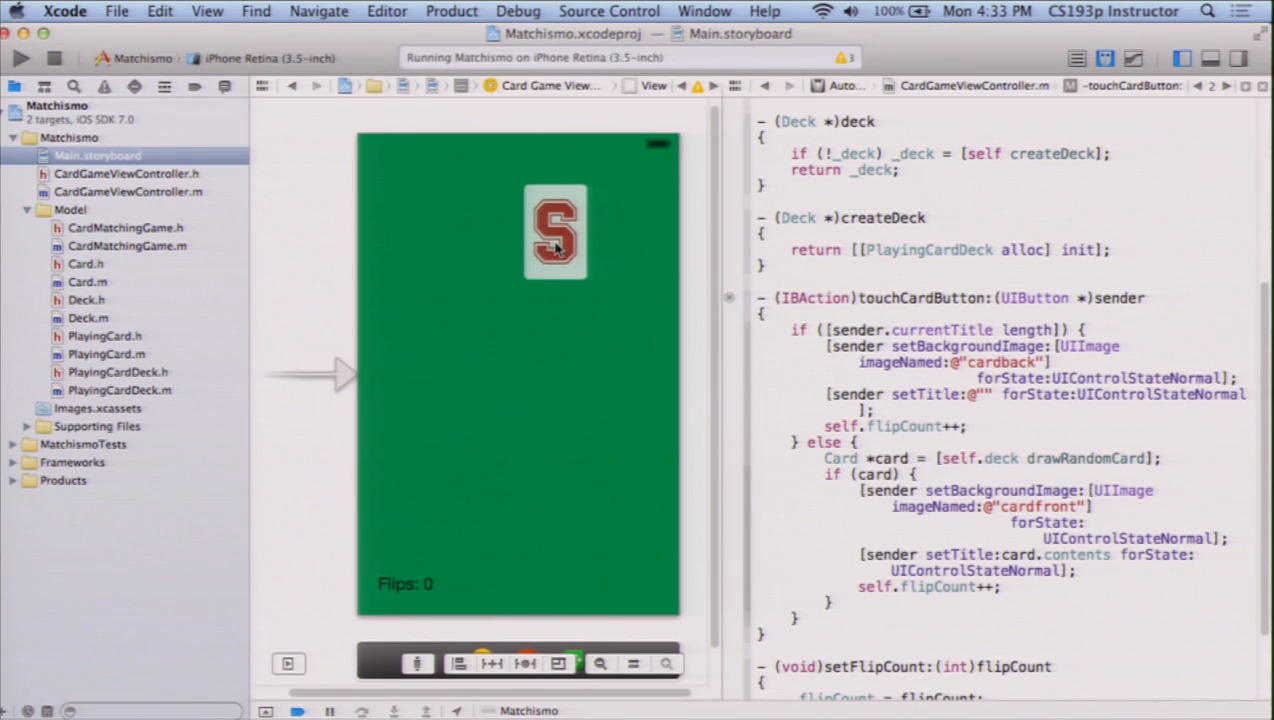 Xcode File Edit View Find Navigate Editor Product Debug Source Control Window Help 100% Mon 4:33 PM CS193p Instructor
Matchismo.xcodeproj — Main.storyboard
Matchismo iPhone Retina (3.5-inch) Running Matchismo on iPhone Retina (3.5-inch) 3
Card Game View... View Auto... CardGameViewController.m -touchCardButton: 2
Matchismo
2 targets, iOS SDK 7.0
Matchismo
Main.storyboard
CardGameViewController.h
CardGameViewController.m
Model
CardMatchingGame.h
CardMatchingGame.m
Card.h
Card.m
Deck.h
Deck.m
PlayingCard.h
PlayingCard.m
PlayingCardDeck.h
PlayingCardDeck.m
Images.xcassets
Supporting Files
MatchismoTests
Frameworks
Products
S
Flips: 0
- (Deck *)deck
{
if (!_deck) _deck = [self createDeck];
return _deck;
}
- (Deck *)createDeck
{
return [[PlayingCardDeck alloc] init];
}
- (IBAction)touchCardButton:(UIButton *)sender
{
if ([sender.currentTitle length]) {
[sender setBackgroundImage:[UIImage
imageNamed:@"cardback"]
forState:UIControlStateNormal];
[sender setTitle:@"" forState:UIControlStateNormal
];
self.flipCount++;
} else {
Card *card = [self.deck drawRandomCard];
if (card) {
[sender setBackgroundImage:[UIImage
imageNamed:@"cardfront"]
forState:
UIControlStateNormal];
[sender setTitle:card.contents forState:
UIControlStateNormal];
self.flipCount++;
}
}
}
- (void)setFlipCount:(int)flipCount
{
_flipCount = flipCount;
Matchismo